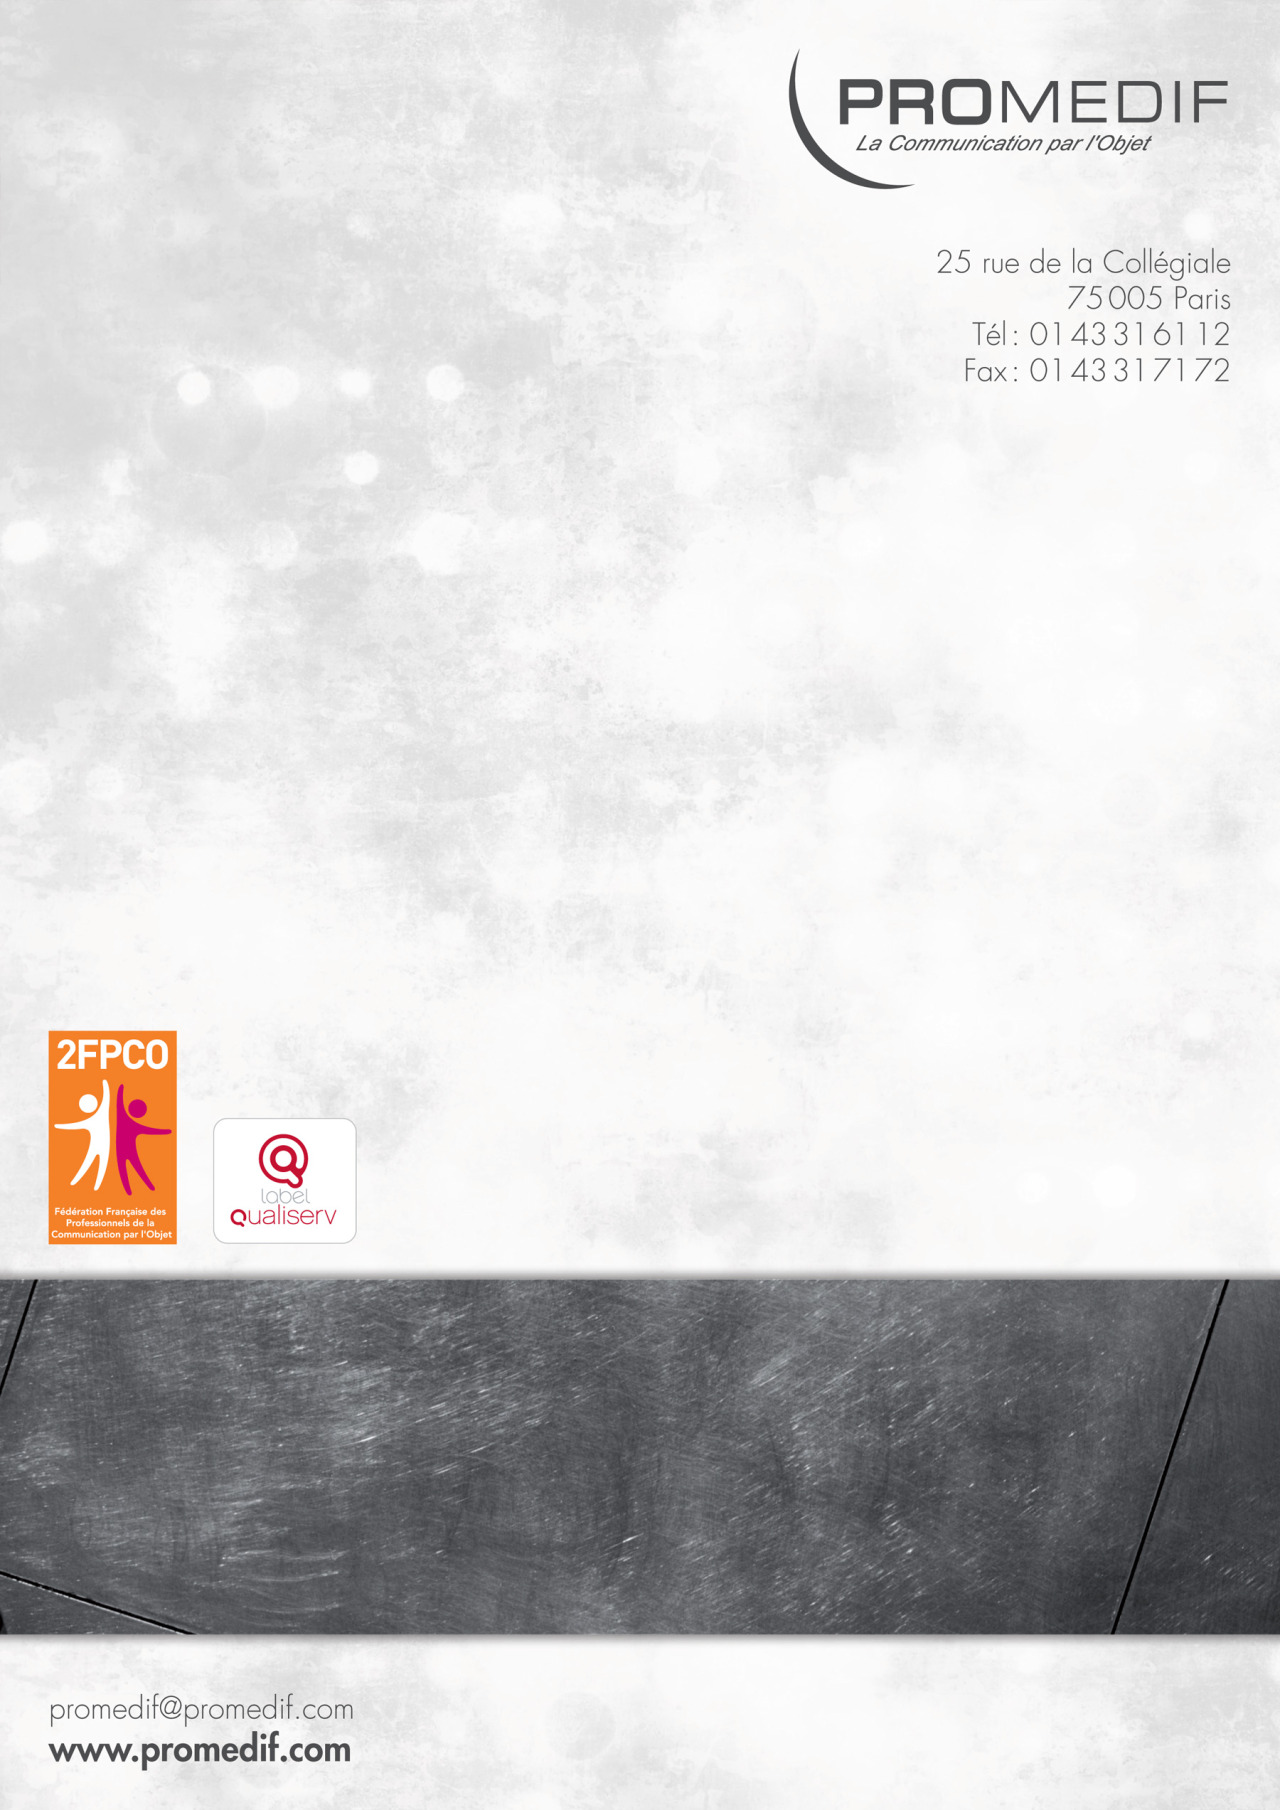 PROMEDIF
La Communication par l'Objet
25 rue de la Collégiale
75005 Paris
Tél : 01 43 31 61 12
Fax : 01 43 31 71 72
2FPCO
Fédération Française des
Professionnels de la
Communication par l'Objet
label
Qualiserv
promedif@promedif.com
www.promedif.com